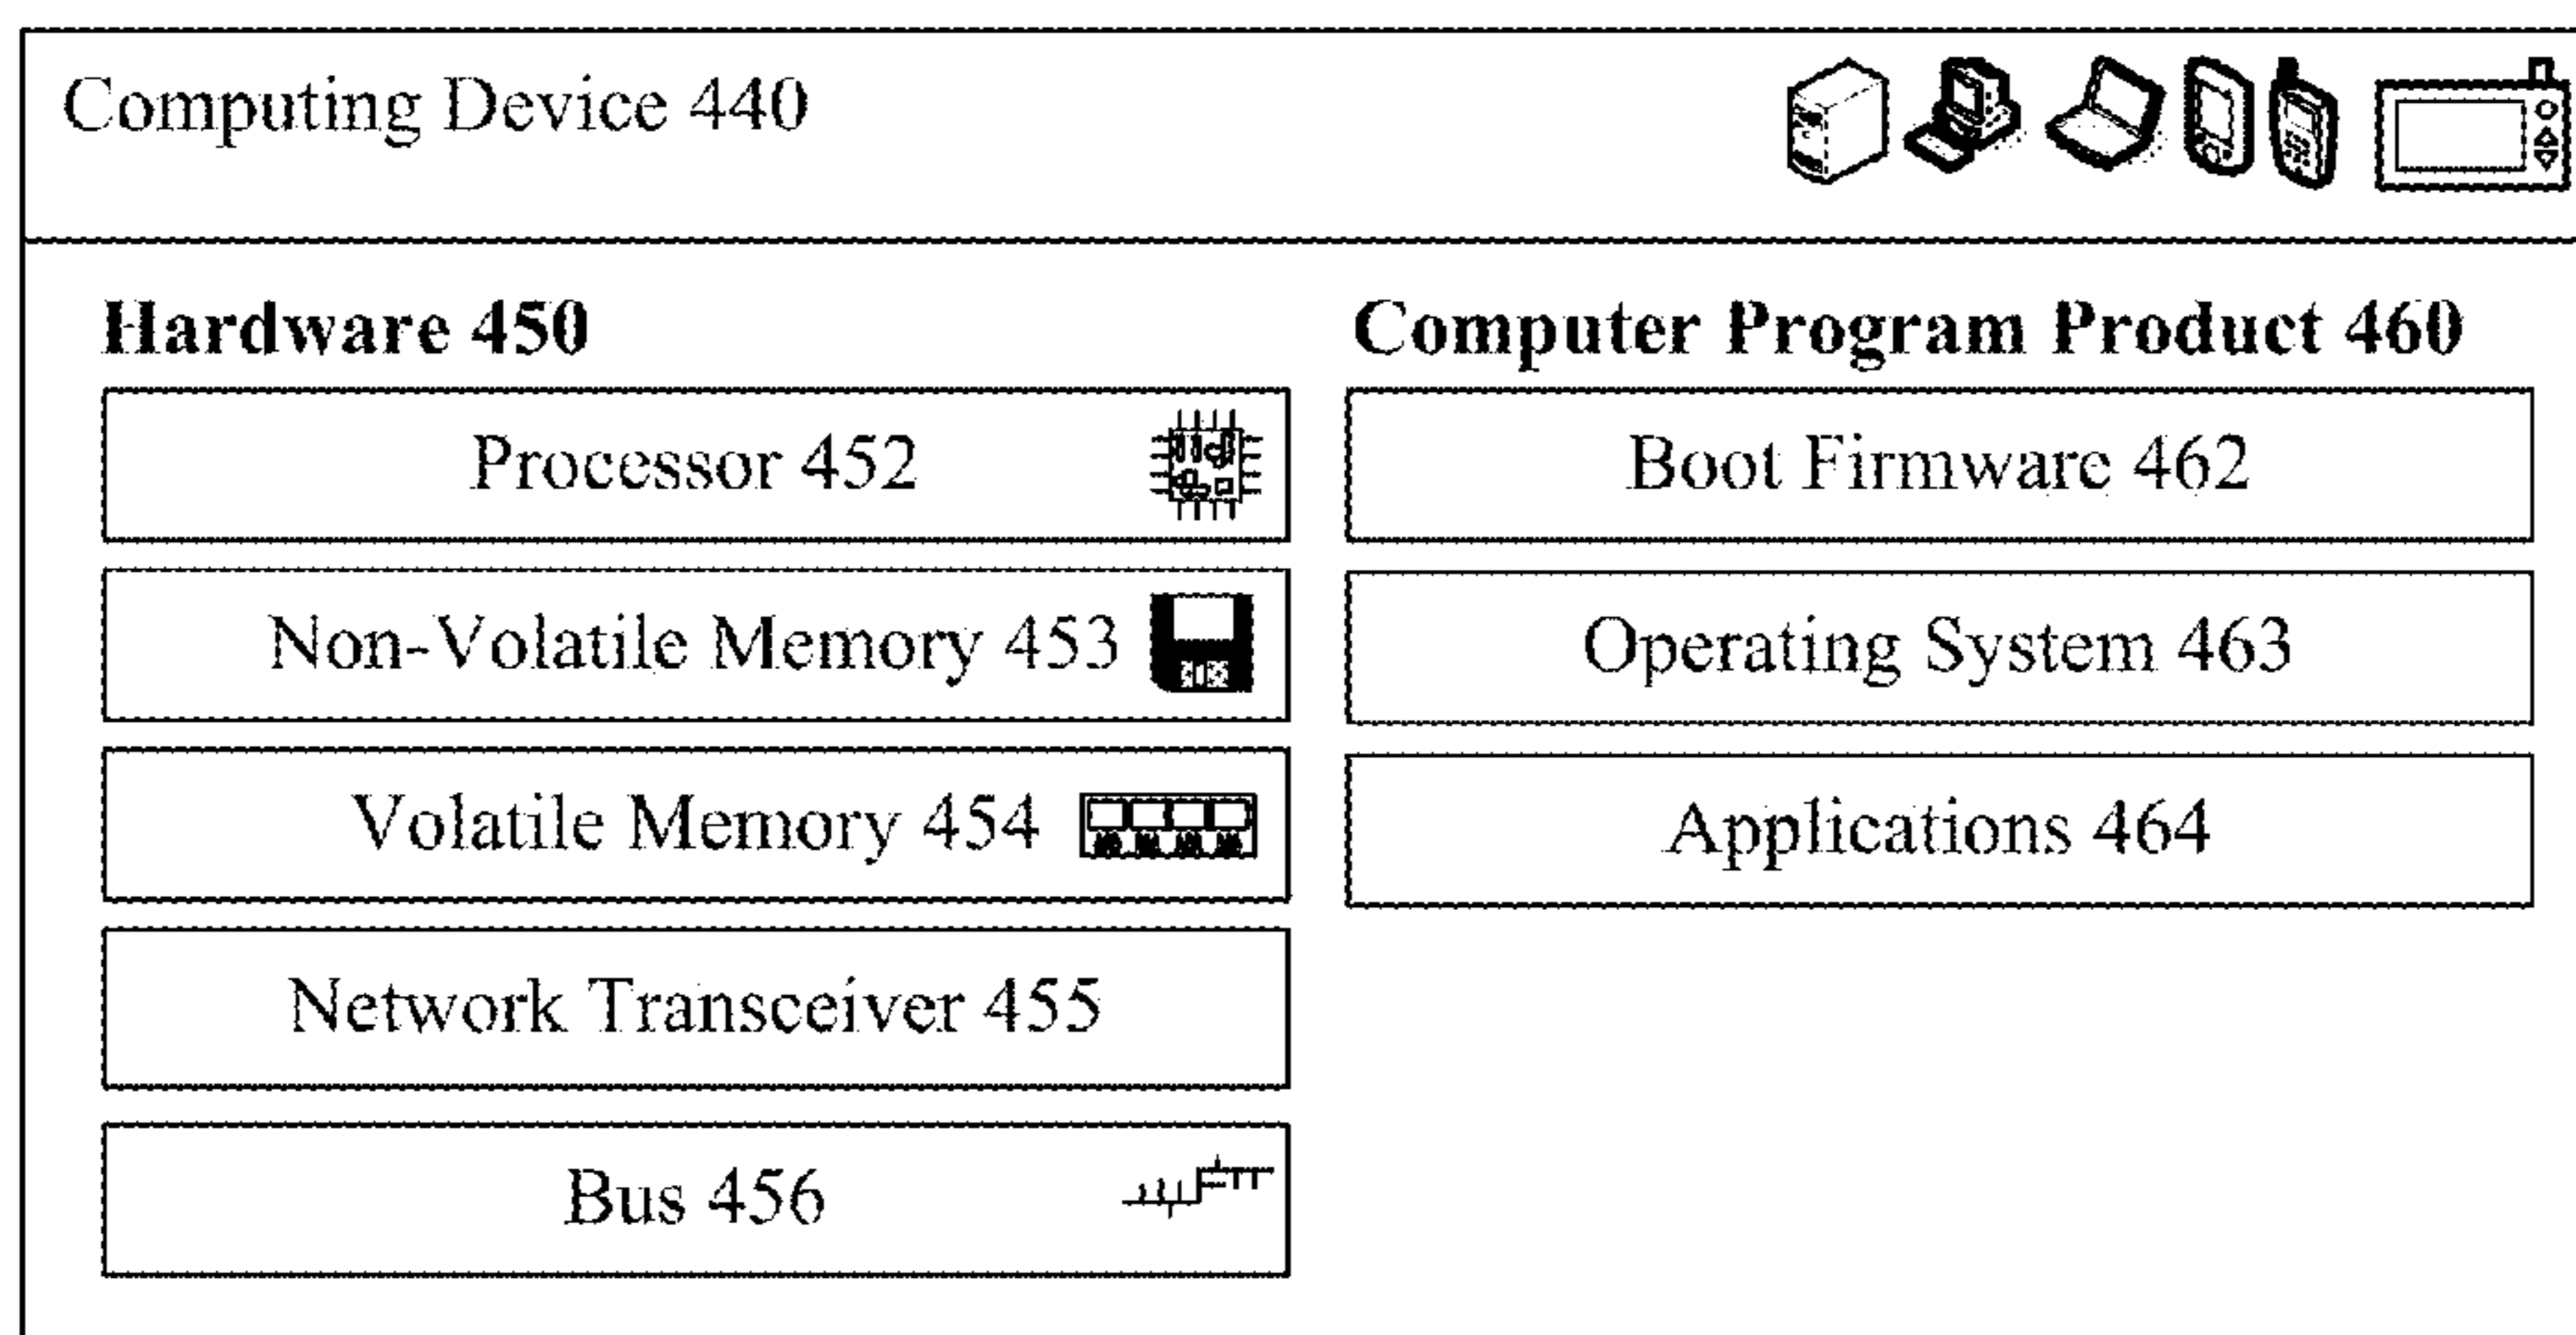 Computing Device 440
Hardware 450
Processor 452
Non-Volatile Memory 453
Volatile Memory 454
Network Transceiver 455
Bus 456
Computer Program Product 460
Boot Firmware 462
Operating System 463
Applications 464